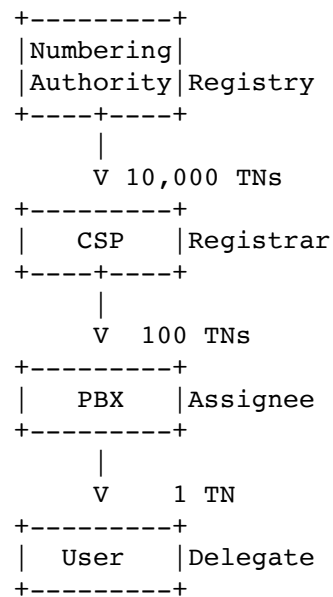 +---------+
|Numbering|
|Authority|Registry
+----+----+
|
V 10,000 TNs
+---------+
| CSP |Registrar
+----+----+
|
V 100 TNs
+---------+
| PBX |Assignee
+---------+
|
V 1 TN
+---------+
| User |Delegate
+---------+